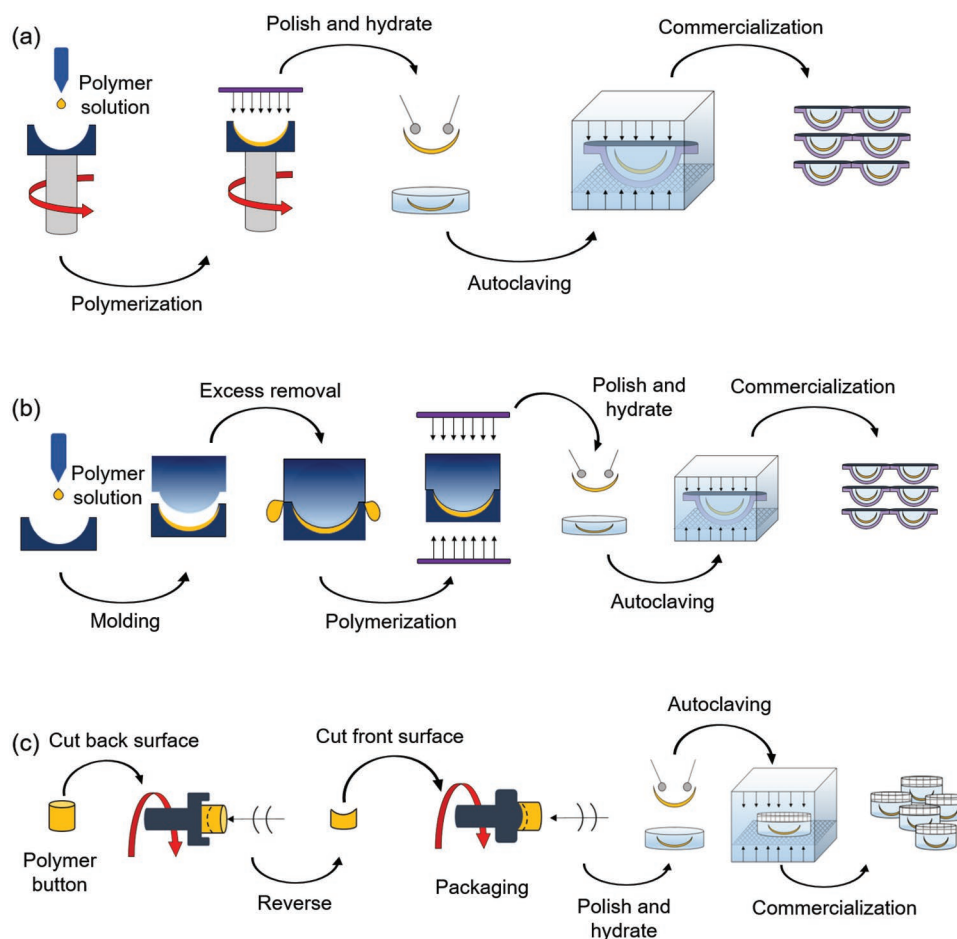 (a)
Polymer
solution
Polymerization
Polish and hydrate
Autoclaving
Commercialization
(b)
Polymer
solution
Molding
Excess removal
Polymerization
Polish and
hydrate
Autoclaving
Commercialization
(c)
Cut back surface
Polymer
button
Reverse
Cut front surface
Packaging
Polish and
hydrate
Autoclaving
Commercialization